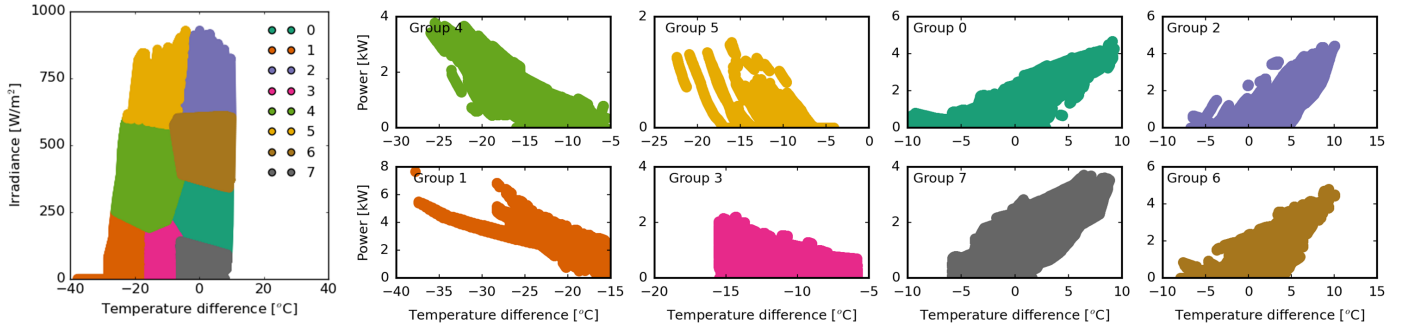 1000
750
500
250
0
Irradiance [W/m²]
0
1
2
3
4
5
6
7
−40 −20 0 20 40
Temperature difference [°C]
4
2
0
Power [kW]
Group 4
−30 −25 −20 −15 −10 −5
2
1
0
Group 5
−25 −20 −15 −10 −5 0
6
4
2
0
Power [kW]
Group 0
−10 −5 0 5 10
6
4
2
0
Group 2
−10 −5 0 5 10 15
8
6
4
2
0
Power [kW]
Group 1
−40 −35 −30 −25 −20 −15
Temperature difference [°C]
4
2
0
Group 3
−20 −15 −10 −5
Temperature difference [°C]
4
2
0
Power [kW]
Group 7
−10 −5 0 5 10
Temperature difference [°C]
6
4
2
0
Group 6
−10 −5 0 5 10 15
Temperature difference [°C]